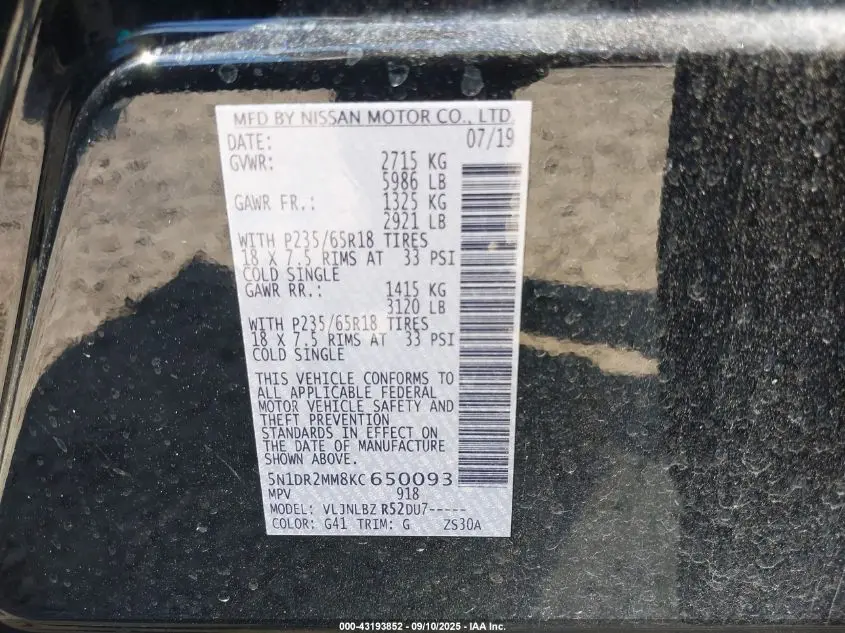 MFD BY NISSAN MOTOR CO., LTD.
DATE: 07/19
GVWR: 2715 KG
5986 LB
GAWR FR.: 1325 KG
2921 LB
WITH P235/65R18 TIRES
18 X 7.5 RIMS AT 33 PSI
COLD SINGLE
GAWR RR.: 1415 KG
3120 LB
WITH P235/65R18 TIRES
18 X 7.5 RIMS AT 33 PSI
COLD SINGLE
THIS VEHICLE CONFORMS TO
ALL APPLICABLE FEDERAL
MOTOR VEHICLE SAFETY AND
THEFT PREVENTION
STANDARDS IN EFFECT ON
THE DATE OF MANUFACTURE
SHOWN ABOVE.
5N1DR2MM8KC650093
MPV 918
MODEL: VLJNLBZ R52DU7-----
COLOR: G41 TRIM: G ZS30A
000-43193852 - 09/10/2025 - IAA Inc.